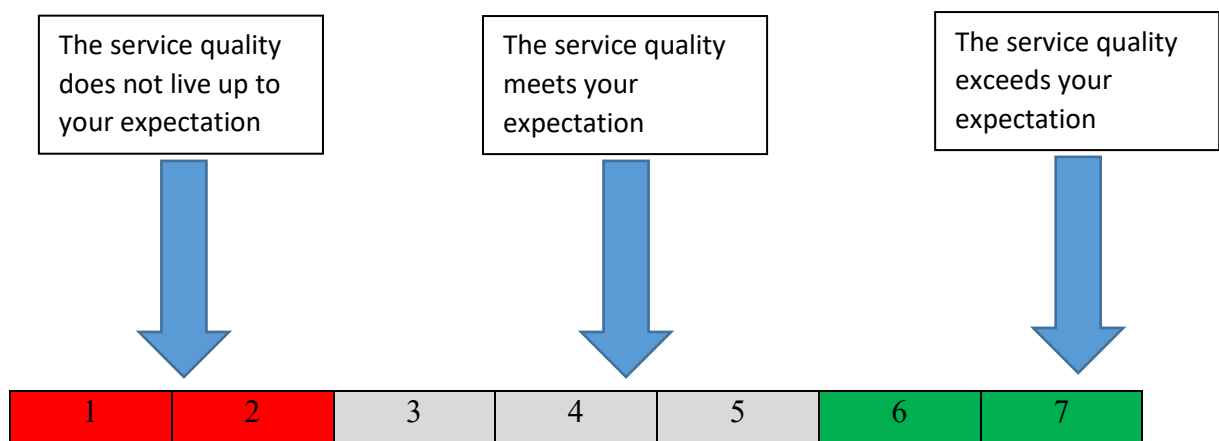 The service quality
does not live up to
your expectation
The service quality
meets your
expectation
The service quality
exceeds your
expectation
1 2 3 4 5 6 7